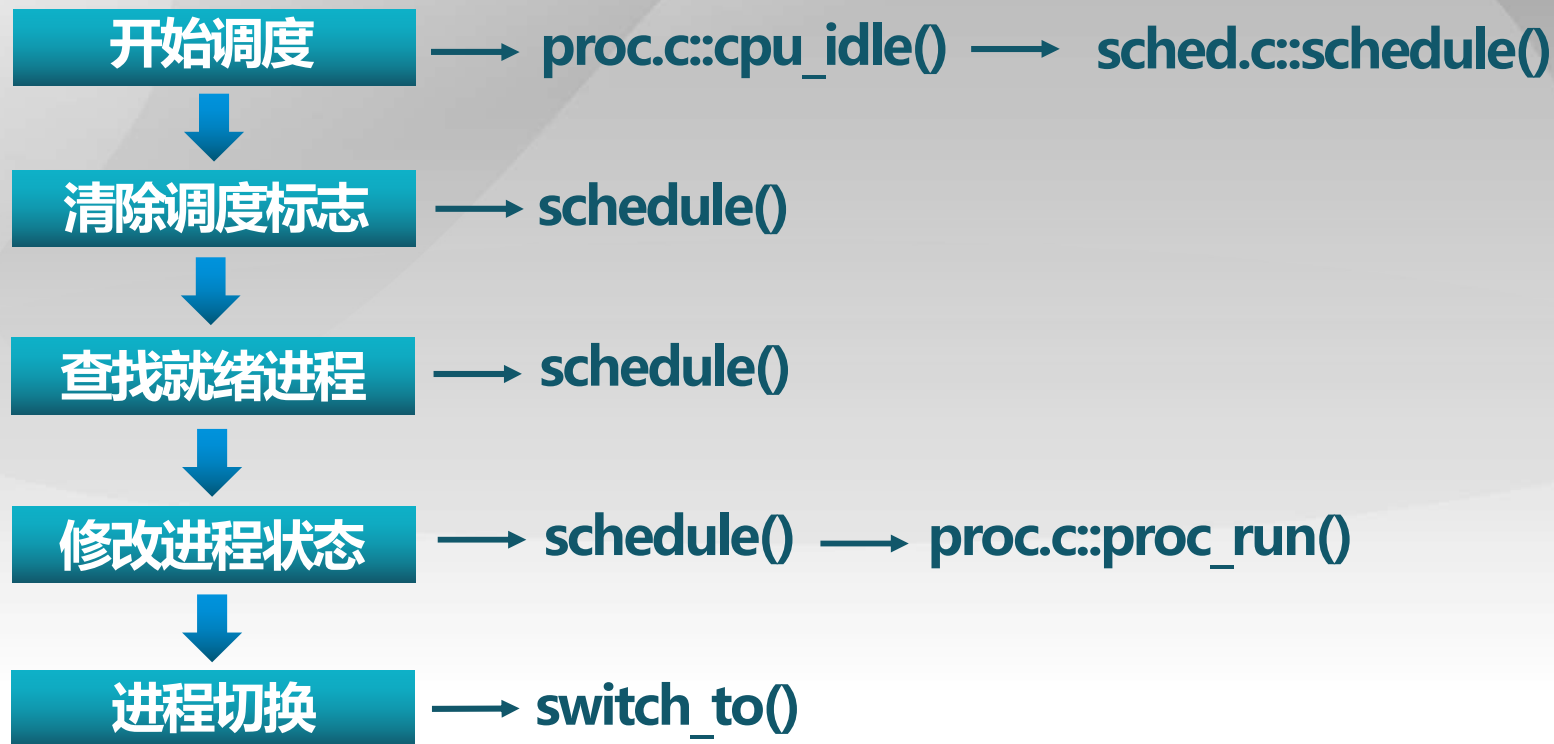 开始调度 proc.c::cpu_idle() sched.c::schedule()
清除调度标志 schedule()
查找就绪进程 schedule()
修改进程状态 schedule() proc.c::proc_run()
进程切换 switch_to()